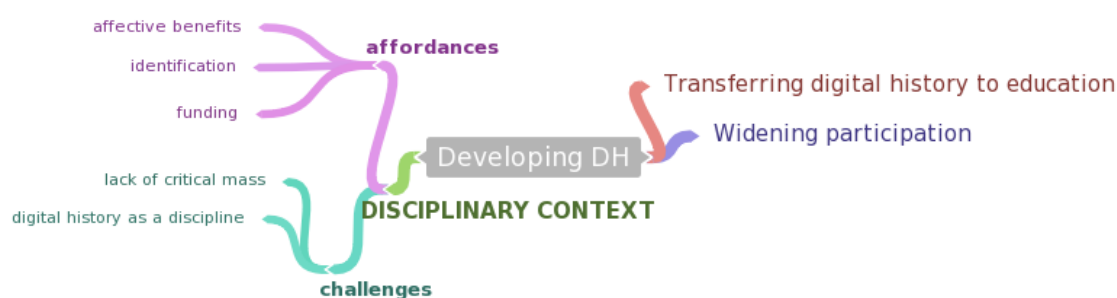 affective benefits
identification
funding
affordances
lack of critical mass
digital history as a discipline
challenges
DISCIPLINARY CONTEXT
Developing DH
Transferring digital history to education
Widening participation